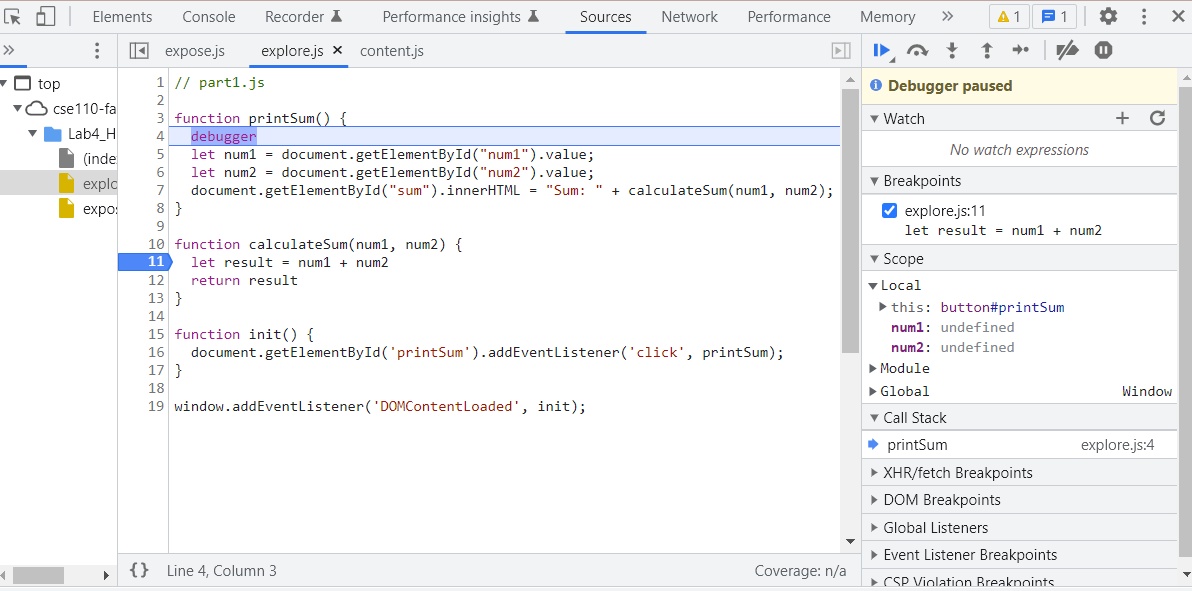 Elements Console Recorder Performance insights Sources Network Performance Memory » 1 1
» expose.js explore.js × content.js
top
cse110-fa
Lab4_H
(inde
explo
expo
1 // part1.js
2
3 function printSum() {
4 debugger
5 let num1 = document.getElementById("num1").value;
6 let num2 = document.getElementById("num2").value;
7 document.getElementById("sum").innerHTML = "Sum: " + calculateSum(num1, num2);
8 }
9
10 function calculateSum(num1, num2) {
11 let result = num1 + num2
12 return result
13 }
14
15 function init() {
16 document.getElementById('printSum').addEventListener('click', printSum);
17 }
18
19 window.addEventListener('DOMContentLoaded', init);
{} Line 4, Column 3 Coverage: n/a
Debugger paused
Watch
No watch expressions
Breakpoints
explore.js:11
let result = num1 + num2
Scope
Local
this: button#printSum
num1: undefined
num2: undefined
Module
Global Window
Call Stack
printSum explore.js:4
XHR/fetch Breakpoints
DOM Breakpoints
Global Listeners
Event Listener Breakpoints
CSP Violation Breakpoints